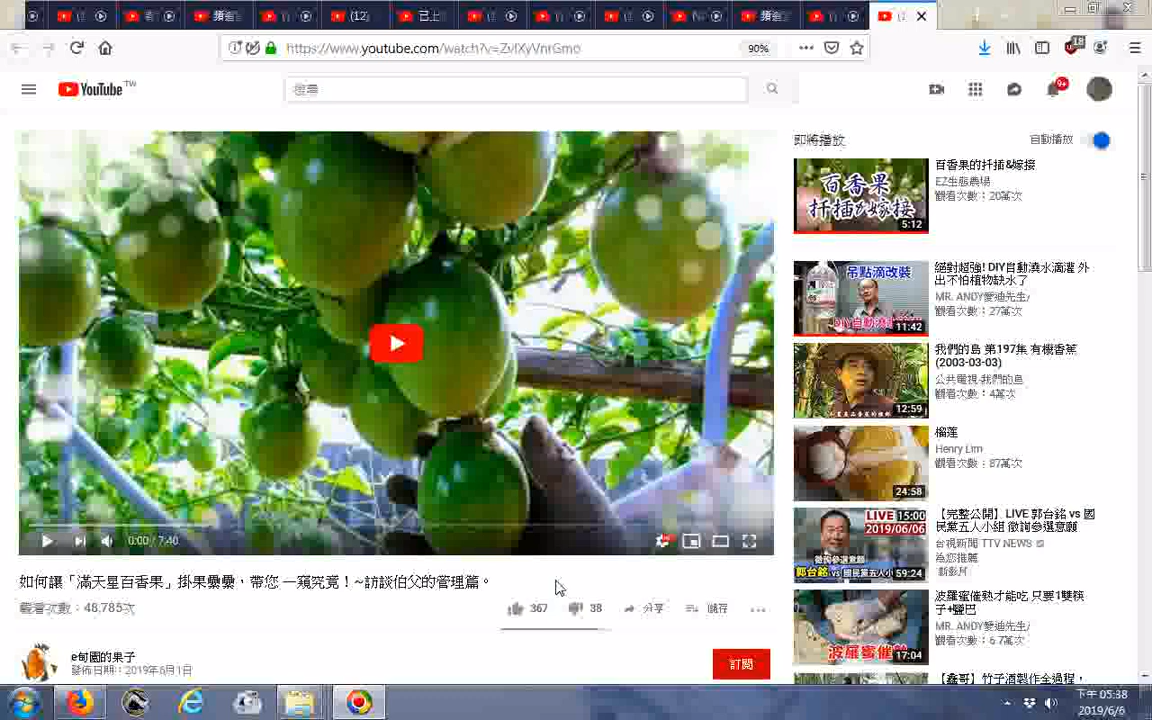 (12)
已上
蘋
https://www.youtube.com/watch?v=ZvlXyVnrGmo
90%
18
YouTube TW
搜尋
9+
即將播放
自動播放
百香果
扦插&嫁接
5:12
百香果的扦插&嫁接
EZ生態農場
觀看次數：20萬次
吊點滴改裝
11:42
絕對超強! DIY自動澆水滴灌 外
出不怕植物缺水了
MR. ANDY愛迪先生/
觀看次數：27萬次
12:59
我們的島 第197集 有機香蕉
(2003-03-03)
公共電視-我們的島
觀看次數：4萬次
24:58
榴蓮
Henry Lim
觀看次數：87萬次
LIVE 15:00
2019/06/06
郭台銘vs
59:24
【完整公開】LIVE 郭台銘 vs 國
民黨五人小組 徵詢參選意願
台視新聞 TTV NEWS
為您推薦
波羅蜜催
17:04
波羅蜜催熟才能吃 只要1雙筷
子+鹽巴
MR. ANDY愛迪先生/
觀看次數：6.7萬次
【鑫哥】竹子酒製作全過程，
0:00 / 7:40
如何讓「滿天星百香果」掛果纍纍，帶您 一窺究竟！~訪談伯父的管理篇。
觀看次數：48,785次
367
38
分享
儲存
e甸園的果子
發佈日期：2019年6月1日
訂閱
下午 05:38
2019/6/6